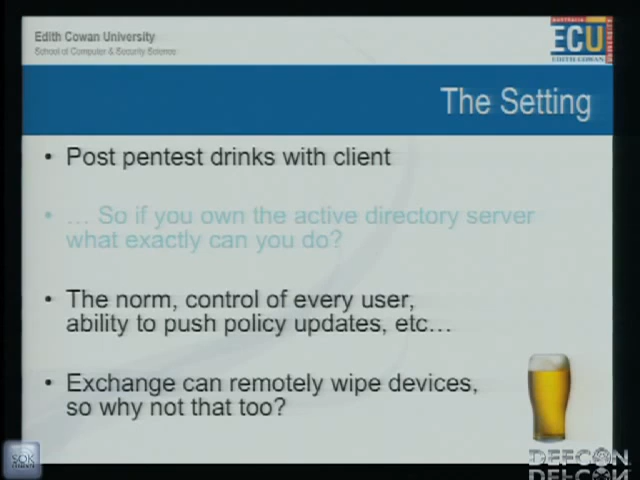 Edith Cowan University
School of Computer & Security Science
ECU
EDITH COWAN
The Setting
• Post pentest drinks with client
• ... So if you own the active directory server
what exactly can you do?
• The norm, control of every user,
ability to push policy updates, etc...
• Exchange can remotely wipe devices,
so why not that too?
DEFCON
DEFCON